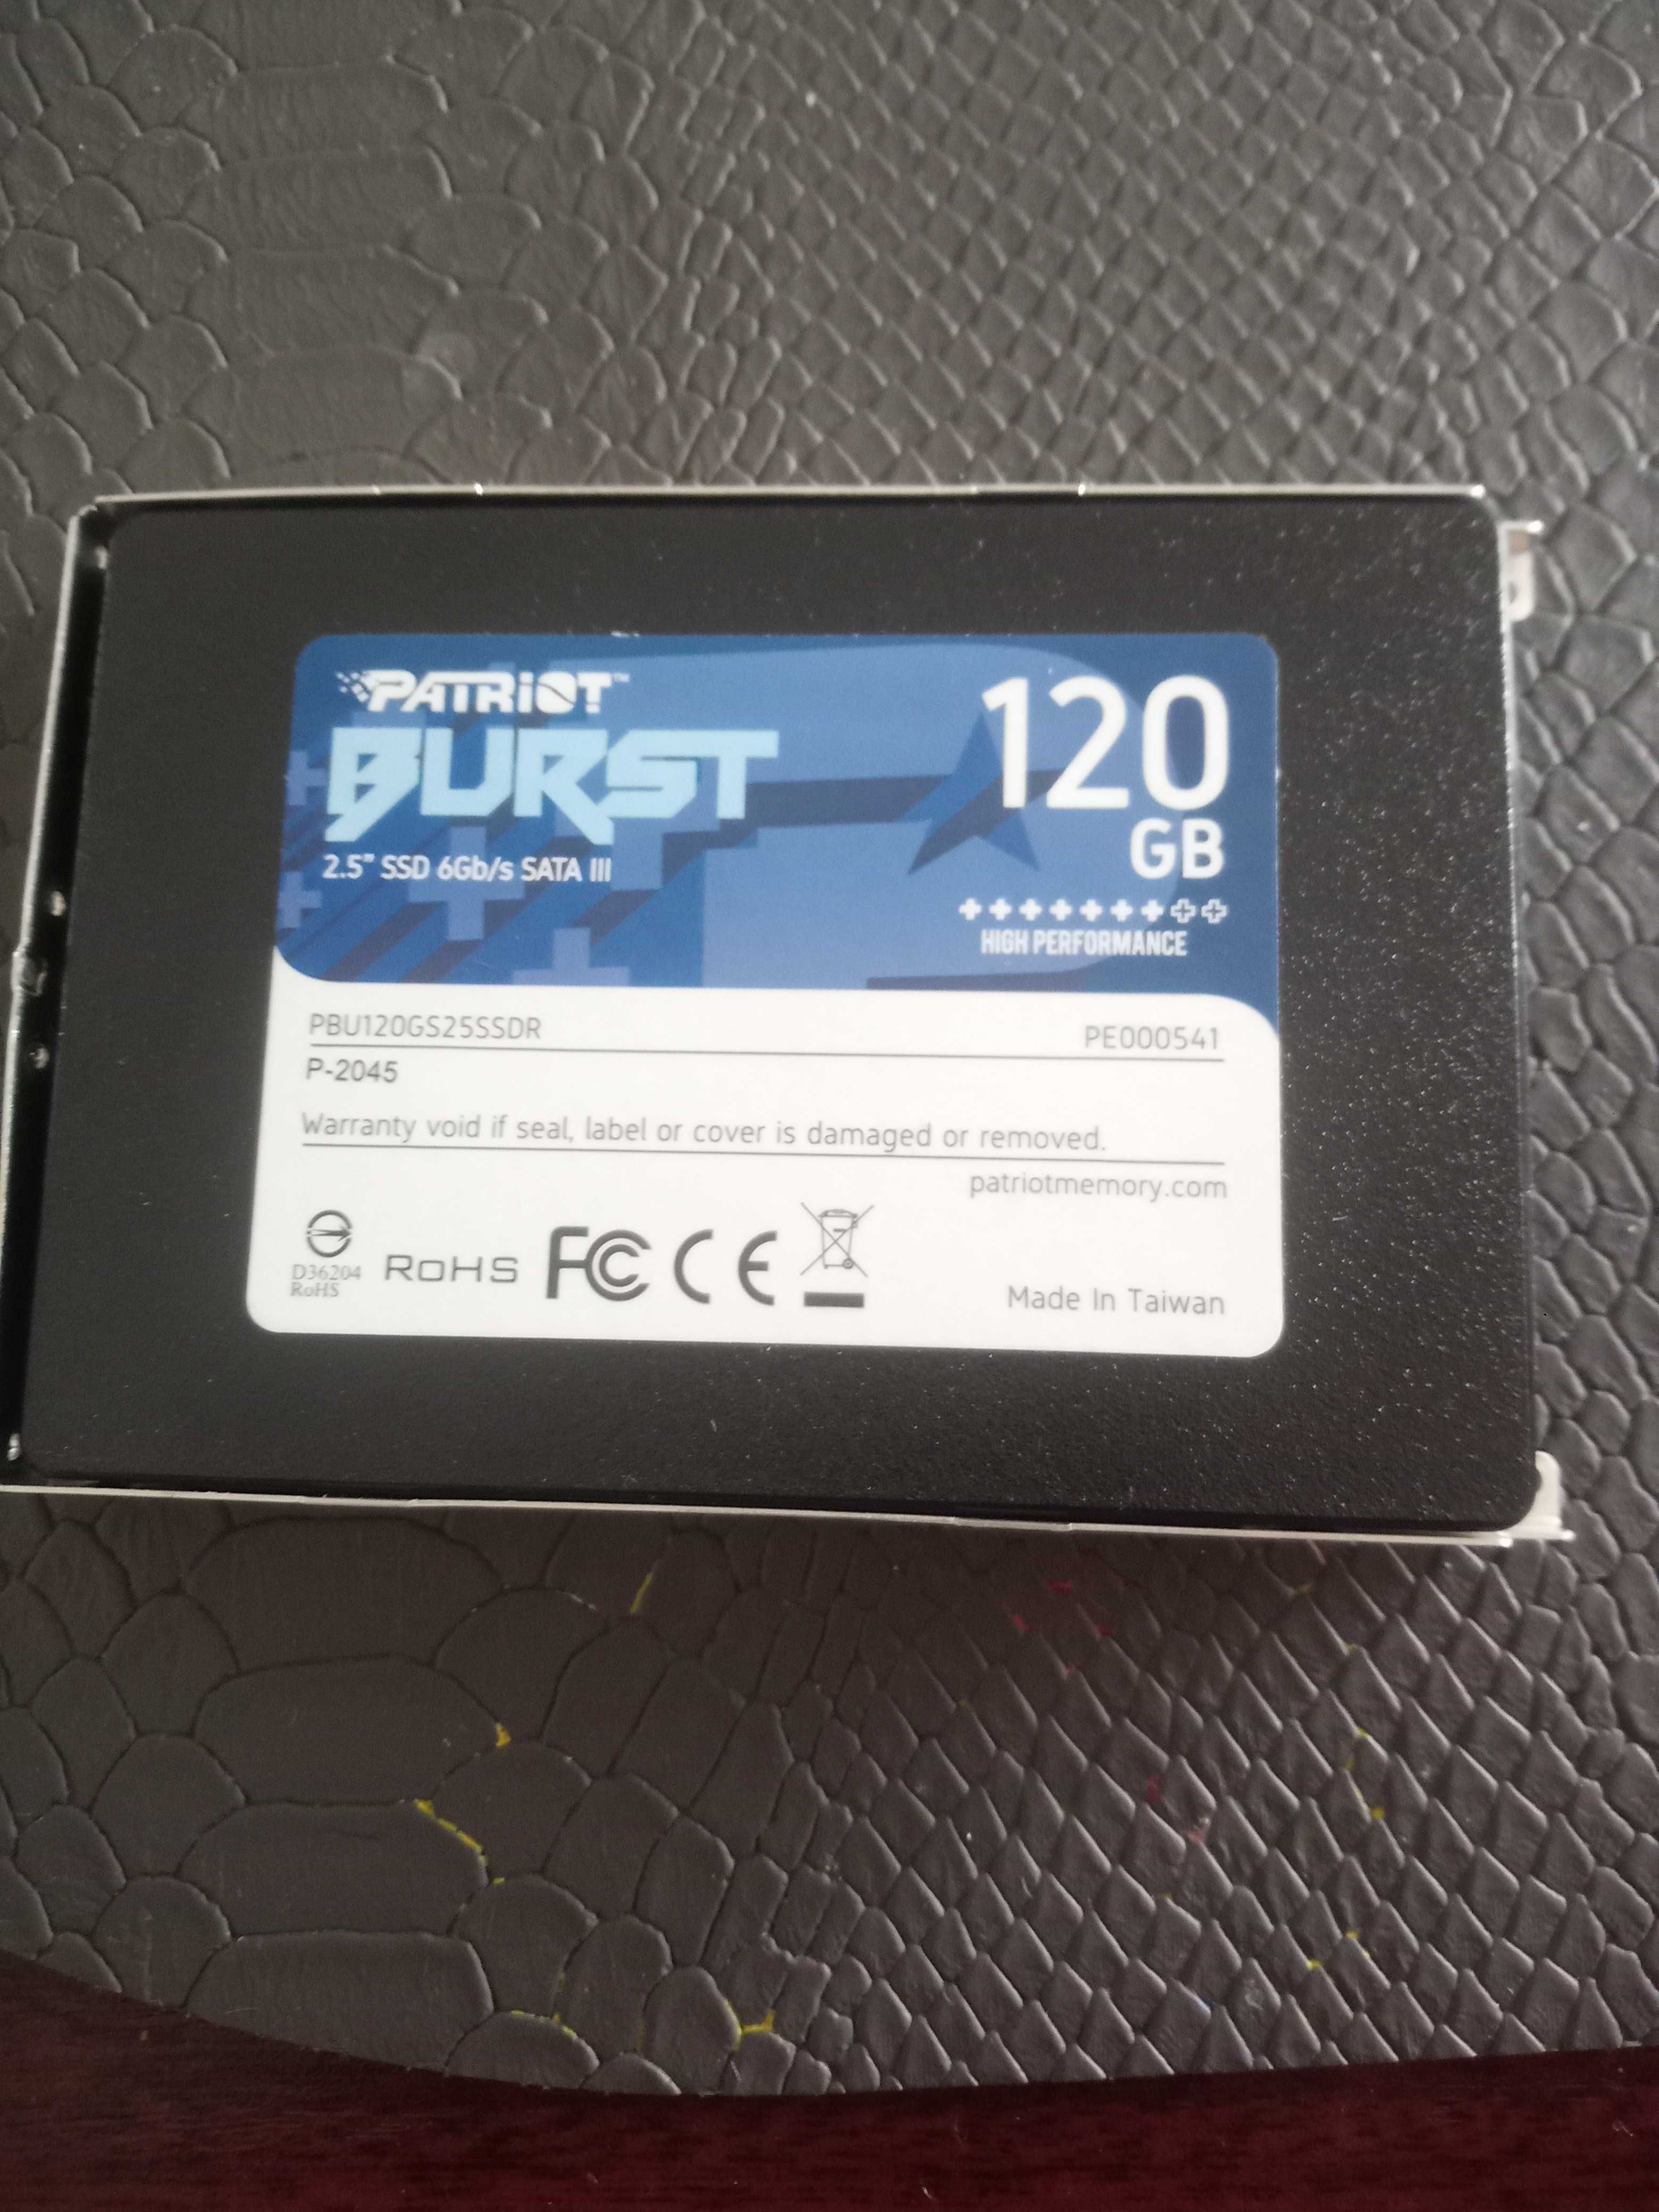 PATRiOT™
BURST
2.5" SSD 6Gb/s SATA III
120
GB
HIGH PERFORMANCE
PBU120GS25SSDR PE000541
P-2045
Warranty void if seal, label or cover is damaged or removed.
patriotmemory.com
D36204
RoHS
RoHS FC CE
Made In Taiwan